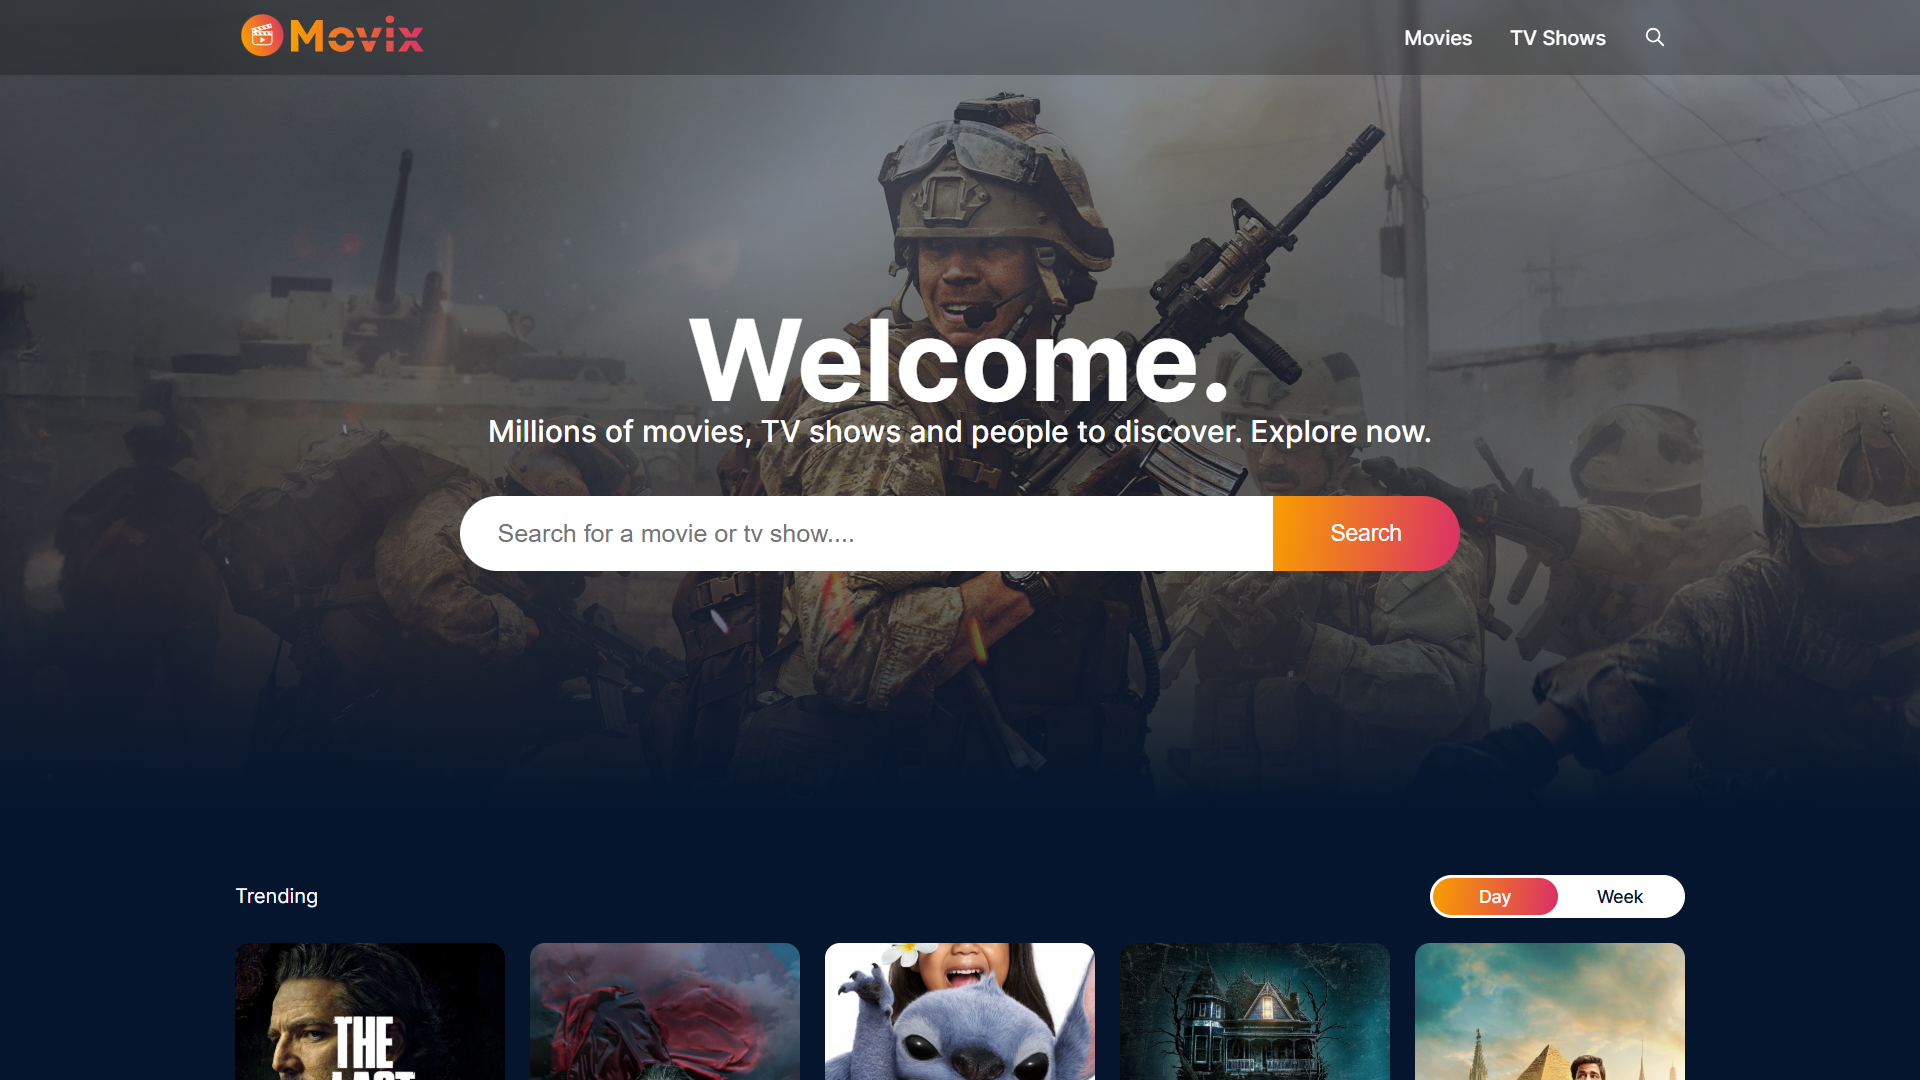 Movix
Movies
TV Shows
Welcome.
Millions of movies, TV shows and people to discover. Explore now.
Search for a movie or tv show....
Search
Trending
Day
Week
THE
LAST